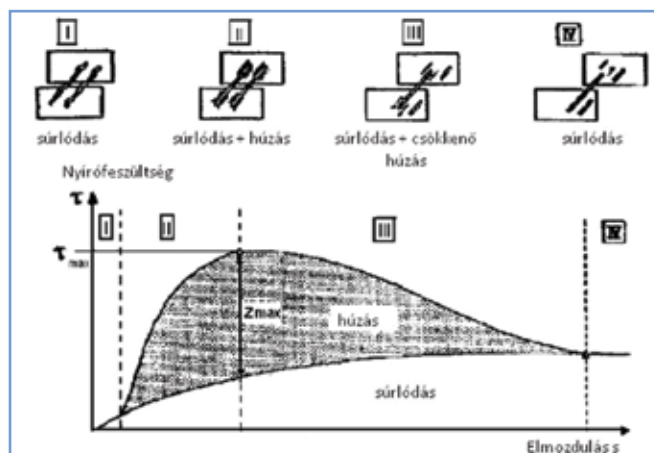 I II III IV
súrlódás súrlódás + húzás súrlódás + csökkenő súrlódás
húzás
Nyírófeszültség
τ
I II III IV
τmax
Zmax
húzás
súrlódás
Elmozdulás s